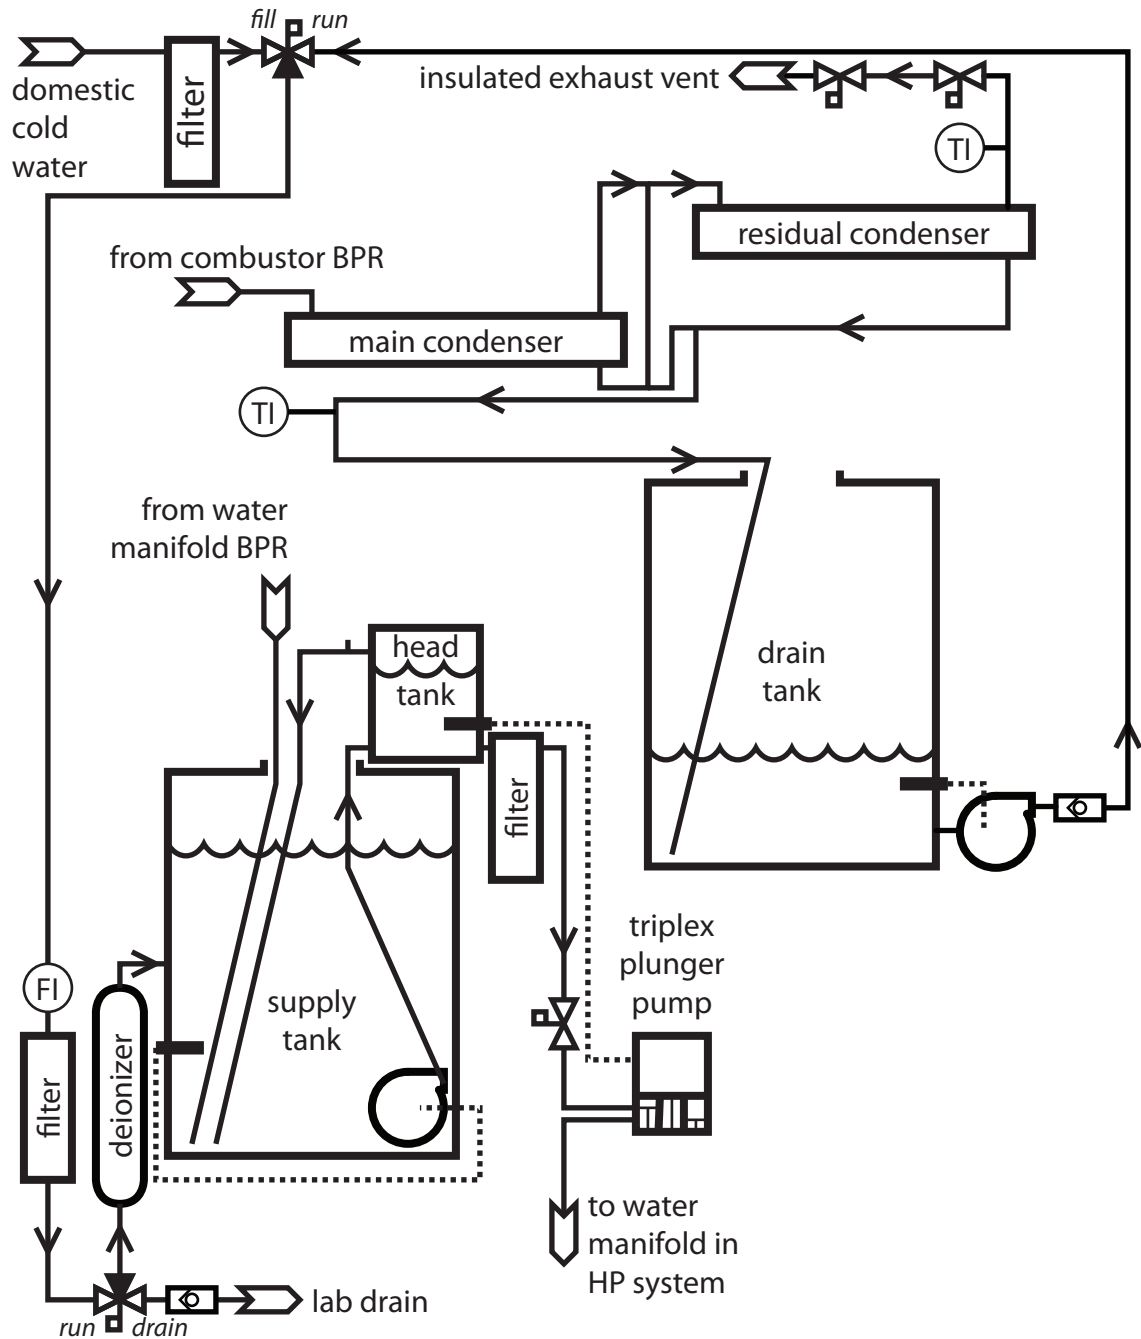 fill
run
domestic
cold
water
filter
insulated exhaust vent
TI
residual condenser
from combustor BPR
main condenser
TI
from water
manifold BPR
head
tank
drain
tank
filter
triplex
plunger
pump
FI
supply
tank
filter
deionizer
to water
manifold in
HP system
lab drain
run
drain